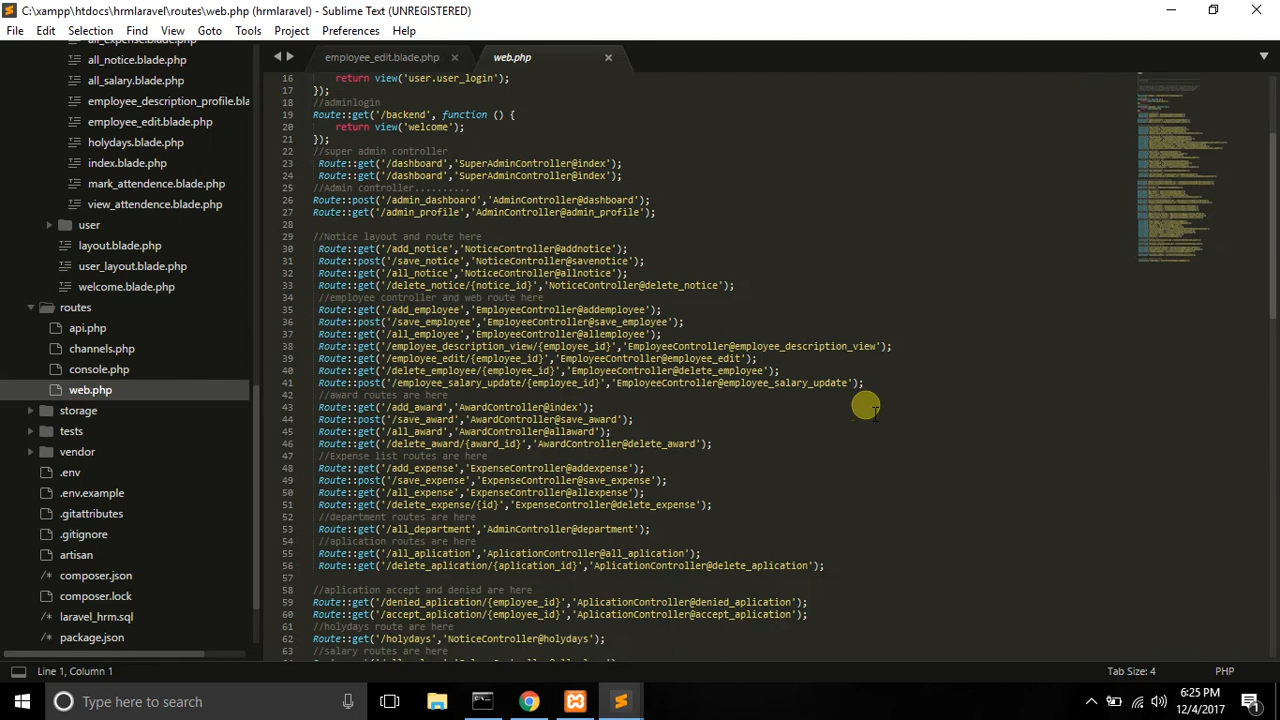 C:\xampp\htdocs\hrmlaravel\routes\web.php (hrmlaravel) - Sublime Text (UNREGISTERED)
File Edit Selection Find View Goto Tools Project Preferences Help
all_expense.blade.php
all_notice.blade.php
all_salary.blade.php
employee_description_profile.bla
employee_edit.blade.php
holydays.blade.php
index.blade.php
mark_attendence.blade.php
view_attendence.blade.php
user
layout.blade.php
user_layout.blade.php
welcome.blade.php
routes
api.php
channels.php
console.php
web.php
storage
tests
vendor
.env
.env.example
.gitattributes
.gitignore
artisan
composer.json
composer.lock
laravel_hrm.sql
package.json
employee_edit.blade.php web.php
16 return view('user.user_login');
17 });
18 //adminlogin
19 Route::get('/backend', function () {
20 return view('welcome');
21 });
22 //super admin controller
23 Route::get('/dashboard','SuperAdminController@index');
24 Route::get('/dashboard','SuperAdminController@index');
25 //Admin controller......
26 Route::post('/admin_dashboard','AdminController@dashboard');
27 Route::get('/admin_profile','AdminController@admin_profile');
28
29 //Notice layout and route here
30 Route::get('/add_notice','NoticeController@addnotice');
31 Route::post('/save_notice','NoticeController@savenotice');
32 Route::get('/all_notice','NoticeController@allnotice');
33 Route::get('/delete_notice/{notice_id}','NoticeController@delete_notice');
34 //employee controller and web route here
35 Route::get('/add_employee','EmployeeController@addemployee');
36 Route::post('/save_employee','EmployeeController@save_employee');
37 Route::get('/all_employee','EmployeeController@allemployee');
38 Route::get('/employee_description_view/{employee_id}','EmployeeController@employee_description_view');
39 Route::get('/employee_edit/{employee_id}','EmployeeController@employee_edit');
40 Route::get('/delete_employee/{employee_id}','EmployeeController@delete_employee');
41 Route::post('/employee_salary_update/{employee_id}','EmployeeController@employee_salary_update');
42 //award routes are here
43 Route::get('/add_award','AwardController@index');
44 Route::post('/save_award','AwardController@save_award');
45 Route::get('/all_award','AwardController@allaward');
46 Route::get('/delete_award/{award_id}','AwardController@delete_award');
47 //Expense list routes are here
48 Route::get('/add_expense','ExpenseController@addexpense');
49 Route::post('/save_expense','ExpenseController@save_expense');
50 Route::get('/all_expense','ExpenseController@allexpense');
51 Route::get('/delete_expense/{id}','ExpenseController@delete_expense');
52 //department routes are here
53 Route::get('/all_department','AdminController@department');
54 //aplication routes are here
55 Route::get('/all_aplication','AplicationController@all_aplication');
56 Route::get('/delete_aplication/{aplication_id}','AplicationController@delete_aplication');
57
58 //aplication accept and denied are here
59 Route::get('/denied_aplication/{employee_id}','AplicationController@denied_aplication');
60 Route::get('/accept_aplication/{employee_id}','AplicationController@accept_aplication');
61 //holydays route are here
62 Route::get('/holydays','NoticeController@holydays');
63 //salary routes are here
Line 1, Column 1 Tab Size: 4 PHP
Type here to search
6:25 PM
12/4/2017
1